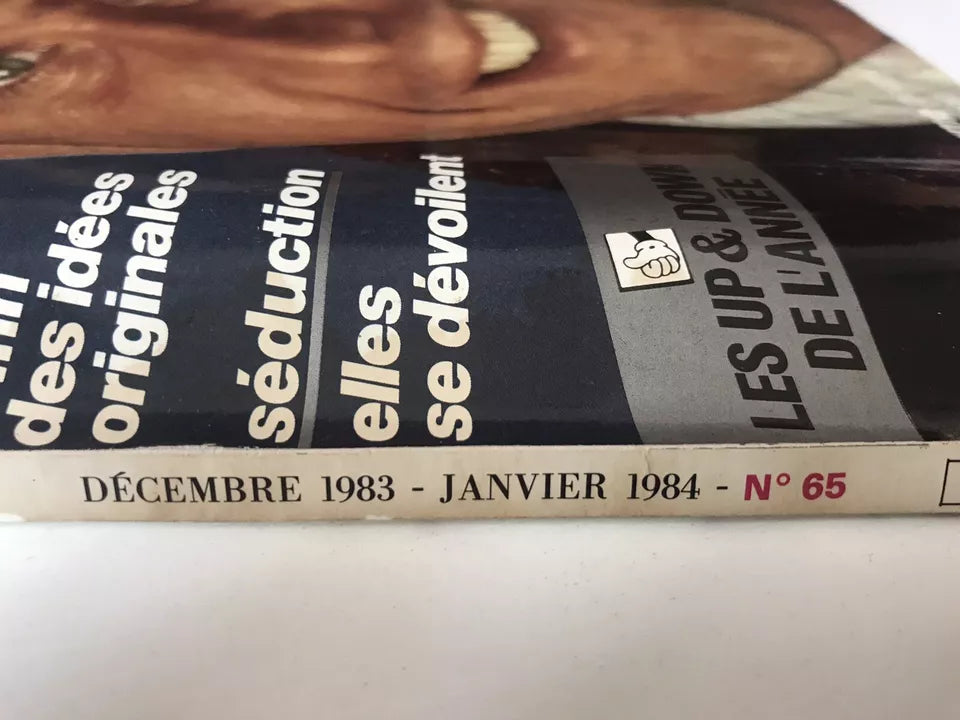 des idées
originales
séduction
elles
se dévoilent
LES UP & DOWN
DE L'ANNÉE
DÉCEMBRE 1983 - JANVIER 1984 - N° 65